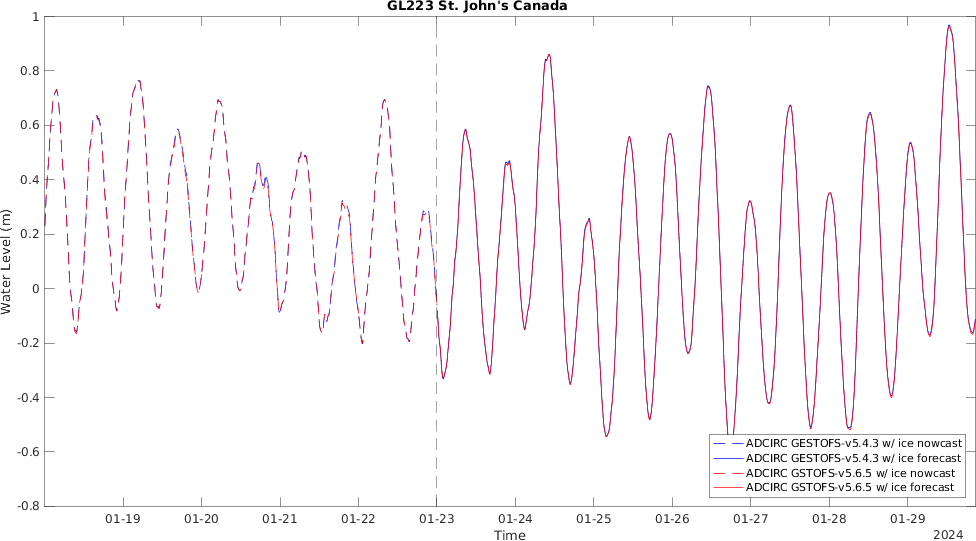 GL223 St. John's Canada
1
0.8
0.6
0.4
0.2
0
-0.2
-0.4
-0.6
-0.8
Water Level (m)
ADCIRC GESTOFS-v5.4.3 w/ ice nowcast
ADCIRC GESTOFS-v5.4.3 w/ ice forecast
ADCIRC GSTOFS-v5.6.5 w/ ice nowcast
ADCIRC GSTOFS-v5.6.5 w/ ice forecast
01-19 01-20 01-21 01-22 01-23 01-24 01-25 01-26 01-27 01-28 01-29
Time
2024